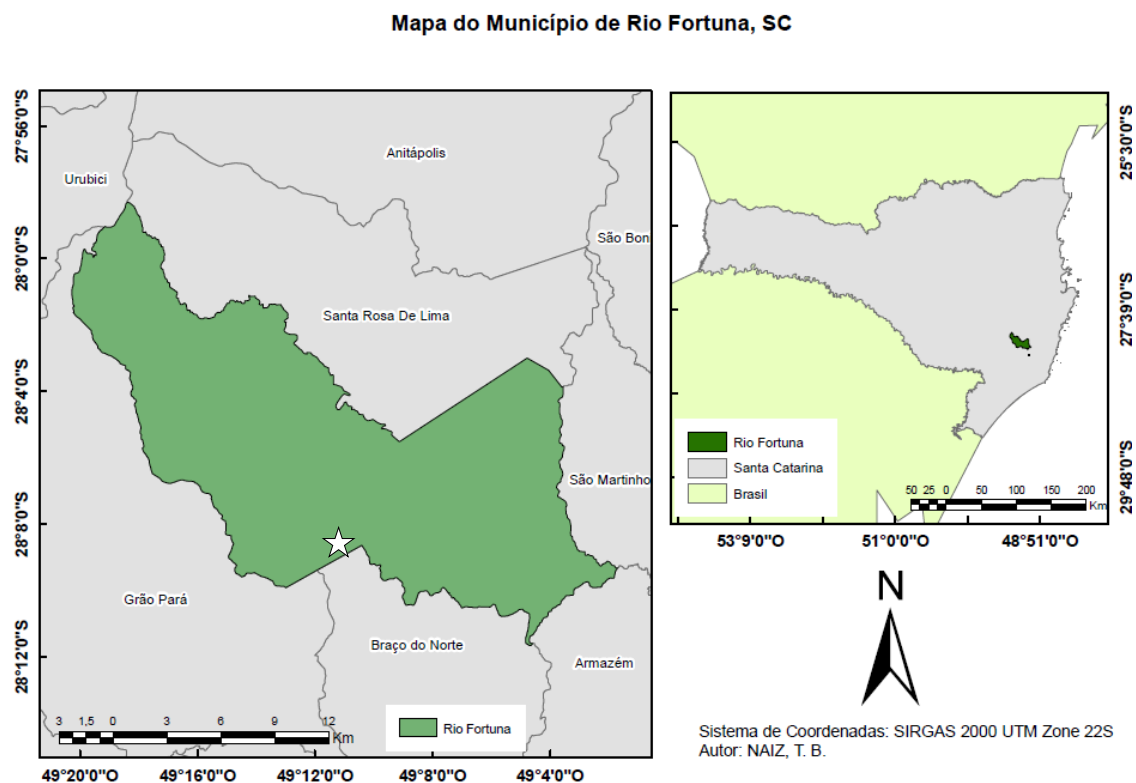 Mapa do Município de Rio Fortuna, SC
27°56'0"S
28°0'0"S
28°4'0"S
28°8'0"S
28°12'0"S
Urubici
Anitápolis
São Bon
Santa Rosa De Lima
São Martinho
Grão Pará
Braço do Norte
Armazém
3 1,5 0 3 6 9 12
Km
Rio Fortuna
49°20'0"O 49°16'0"O 49°12'0"O 49°8'0"O 49°4'0"O
25°30'0"S
27°39'0"S
29°48'0"S
Rio Fortuna
Santa Catarina
Brasil
50 25 0 50 100 150 200
Km
53°9'0"O 51°0'0"O 48°51'0"O
N
Sistema de Coordenadas: SIRGAS 2000 UTM Zone 22S
Autor: NAIZ, T. B.